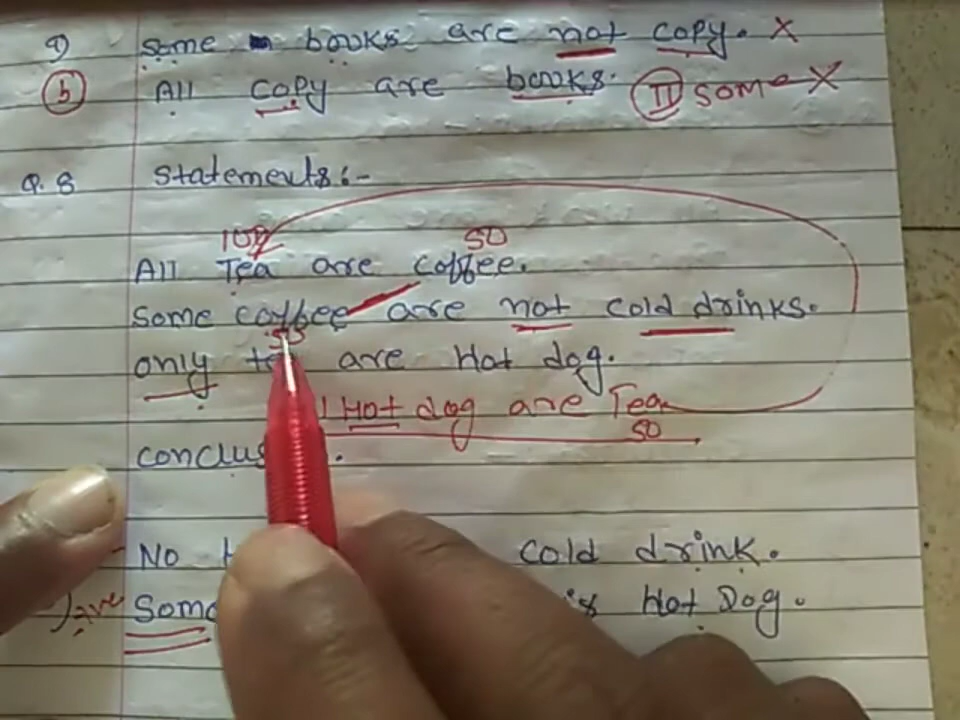 a) some books are not copy. X
b All copy are books. II some X
Q. 8 Statements:-
100 50
All Tea are coffee.
Some coffee are not cold drinks.
50
only are Hot dog.
Hot dog are Tea
50
No cold drink.
Some Hot Dog.